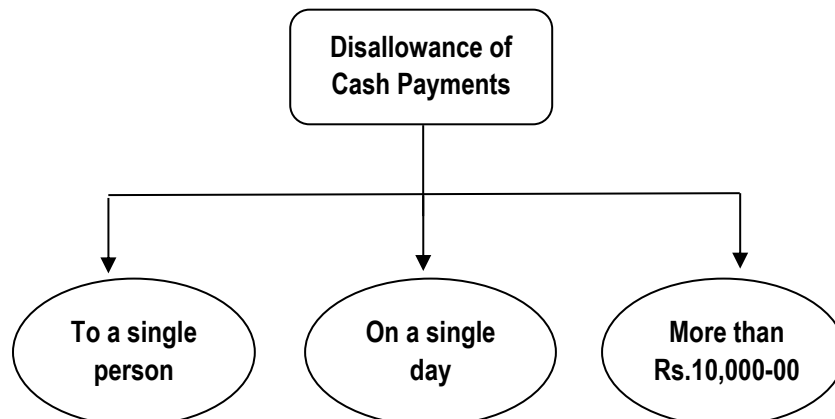 Disallowance of
Cash Payments
To a single
person
On a single
day
More than
Rs.10,000-00